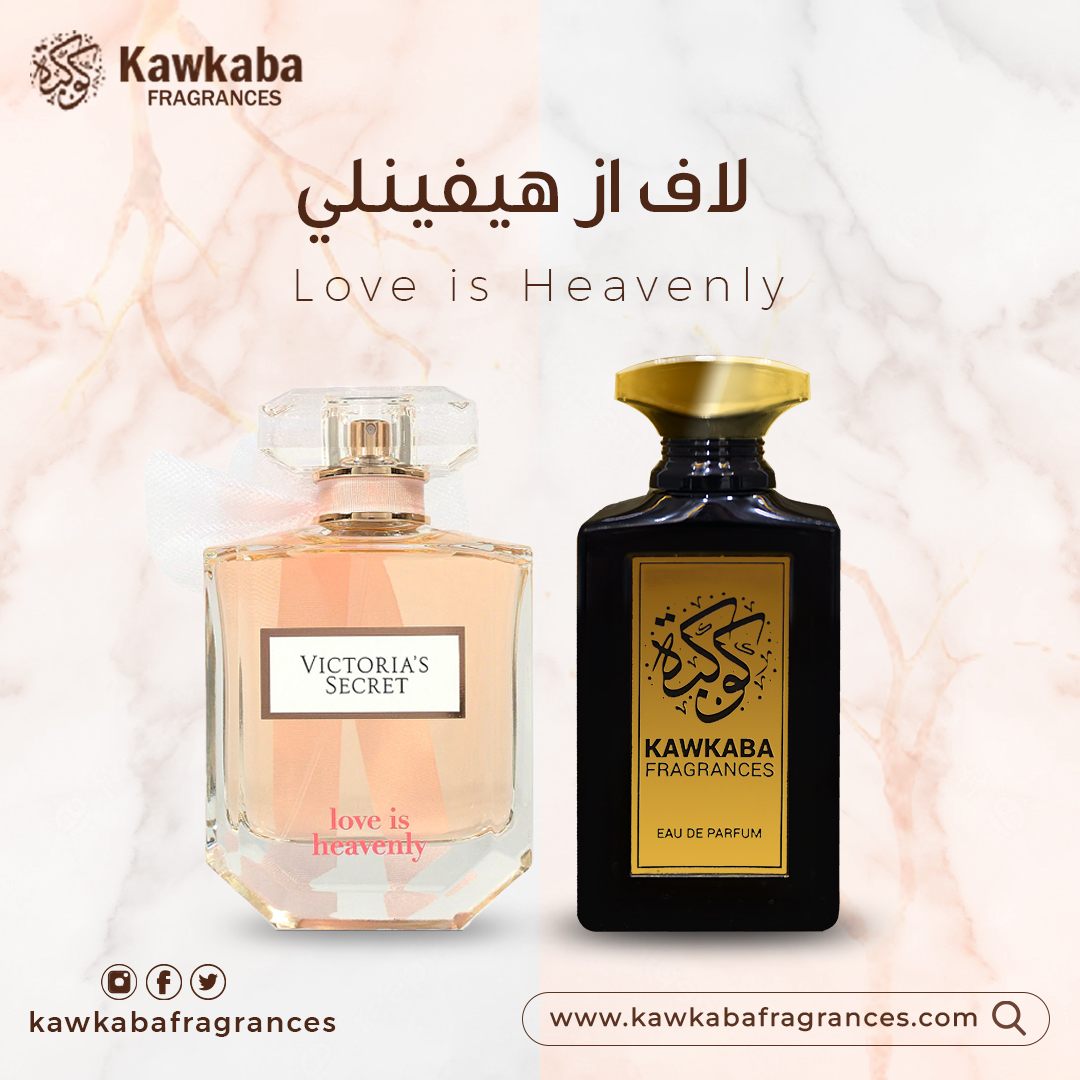 كوكبة
Kawkaba
FRAGRANCES
لاف از هيفينلي
Love is Heavenly
VICTORIA'S
SECRET
love is
heavenly
كوكبة
KAWKABA
FRAGRANCES
EAU DE PARFUM
kawkabafragrances
www.kawkabafragrances.com